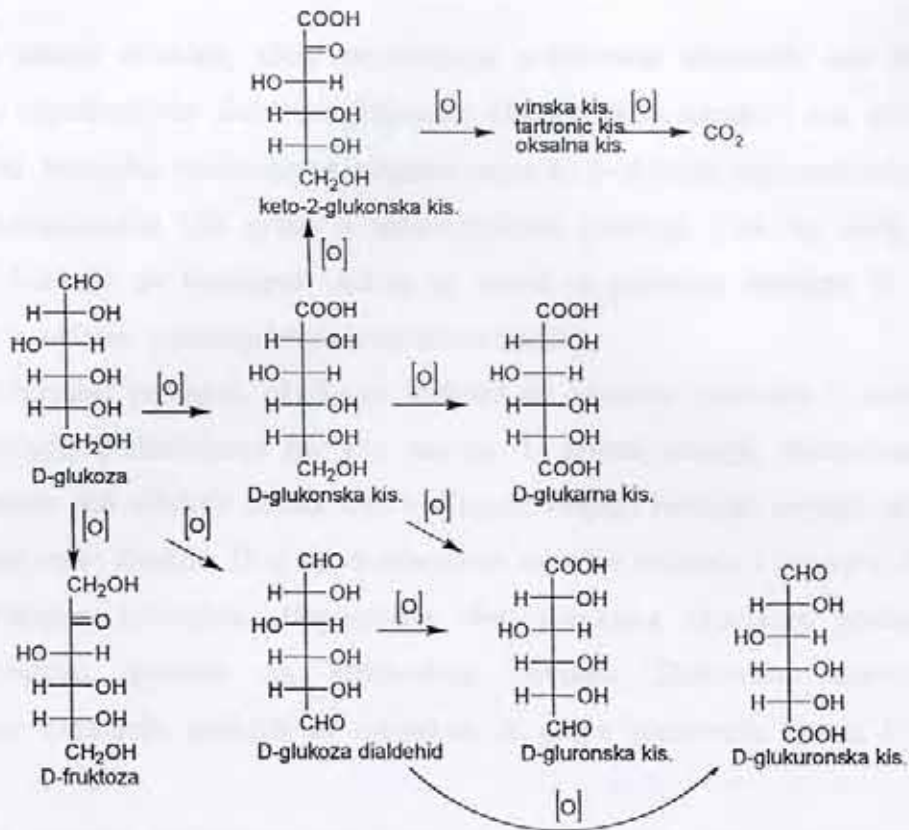 COOH
O
HO H
H OH
H OH
CH2OH
keto-2-glukonska kis.
[O]
vinska kis.
tartronic kis.
oksalna kis.
[O]
CO2
[O]
CHO
H OH
HO H
H OH
H OH
CH2OH
D-glukoza
[O]
COOH
H OH
HO H
H OH
H OH
CH2OH
D-glukonska kis.
[O]
COOH
H OH
HO H
H OH
H OH
COOH
D-glukarna kis.
[O]
[O]
[O]
CH2OH
O
HO H
H OH
H OH
CH2OH
D-fruktoza
CHO
H OH
HO H
H OH
H OH
CHO
D-glukoza dialdehid
[O]
COOH
H OH
HO H
H OH
H OH
CHO
D-gluronska kis.
CHO
H OH
HO H
H OH
H OH
COOH
D-glukuronska kis.
[O]